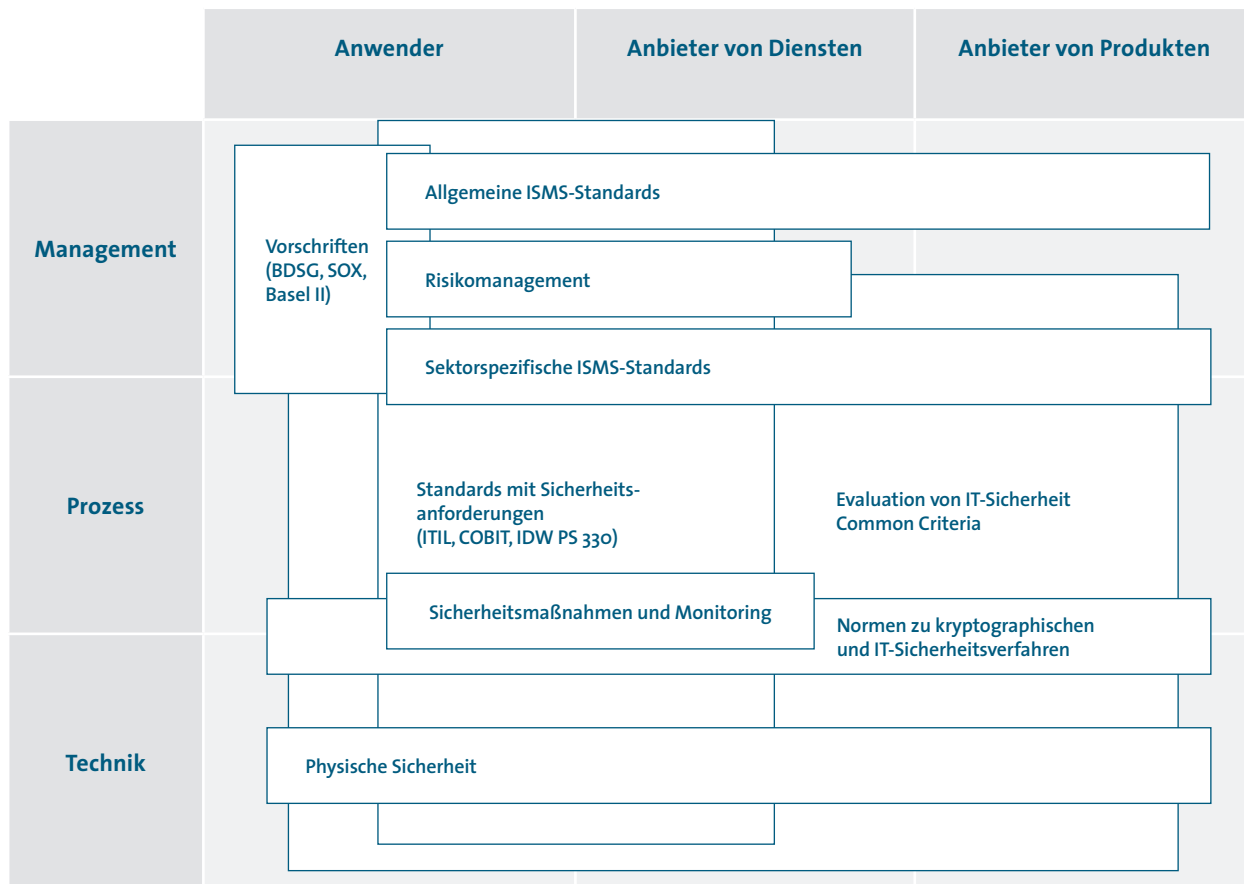 Anwender
Anbieter von Diensten
Anbieter von Produkten
Management
Allgemeine ISMS-Standards
Vorschriften
(BDSG, SOX,
Basel II)
Risikomanagement
Sektorspezifische ISMS-Standards
Prozess
Standards mit Sicherheits-
anforderungen
(ITIL, COBIT, IDW PS 330)
Evaluation von IT-Sicherheit
Common Criteria
Sicherheitsmaßnahmen und Monitoring
Normen zu kryptographischen
und IT-Sicherheitsverfahren
Technik
Physische Sicherheit